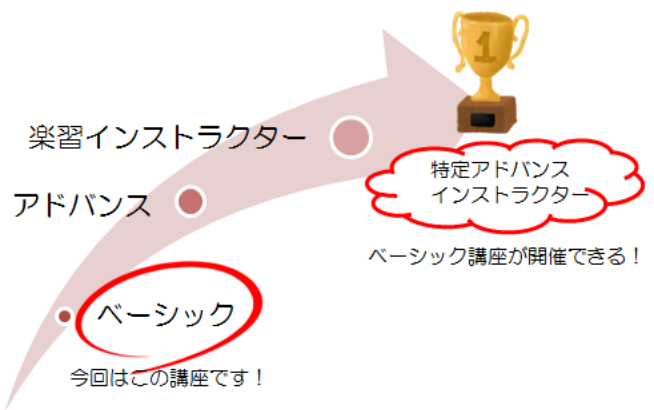 1
楽習インストラクター
特定アドバンス
インストラクター
アドバンス
ベーシック講座が開催できる！
ベーシック
今回はこの講座です！